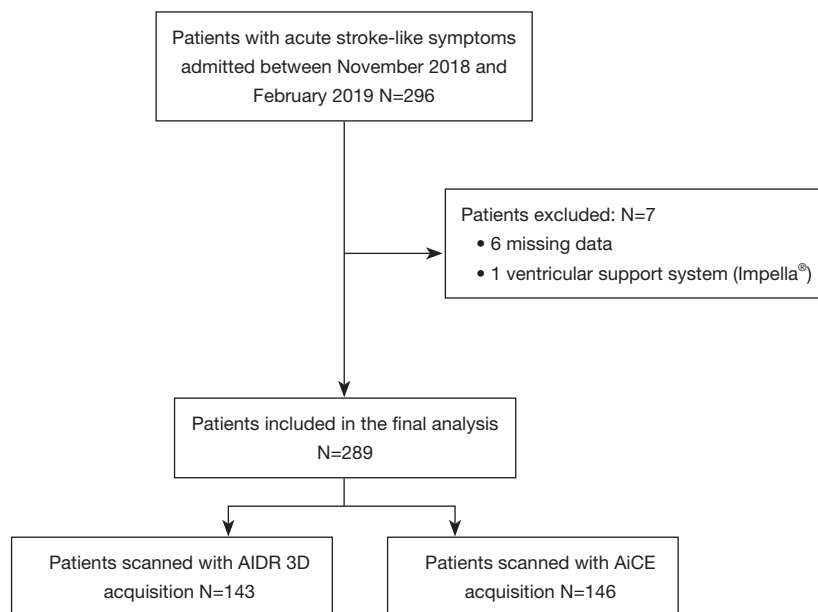 Patients with acute stroke-like symptoms
admitted between November 2018 and
February 2019 N=296
Patients excluded: N=7
• 6 missing data
• 1 ventricular support system (Impella®)
Patients included in the final analysis
N=289
Patients scanned with AIDR 3D
acquisition N=143
Patients scanned with AiCE
acquisition N=146